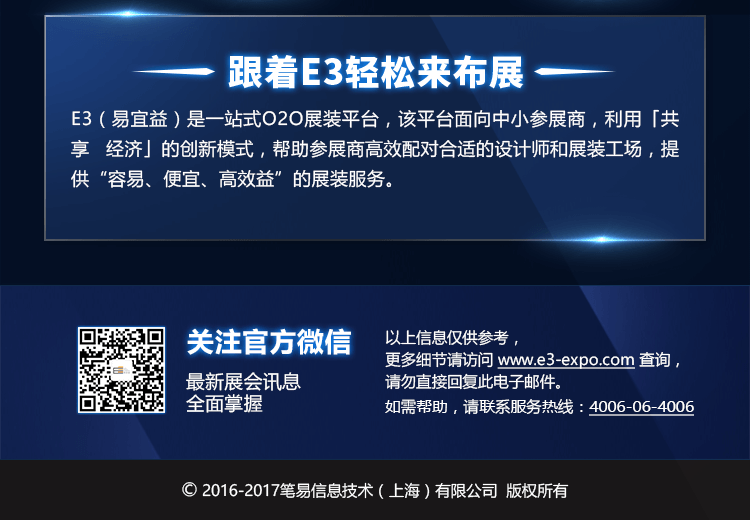 跟着E3轻松来布展
E3（易宜益）是一站式O2O展装平台，该平台面向中小参展商，利用「共
享 经济」的创新模式，帮助参展商高效配对合适的设计师和展装工场，提
供“容易、便宜、高效益”的展装服务。
关注官方微信
最新展会讯息
全面掌握
以上信息仅供参考，
更多细节请访问 www.e3-expo.com 查询，
请勿直接回复此电子邮件。
如需帮助，请联系服务热线：4006-06-4006
© 2016-2017笔易信息技术（上海）有限公司 版权所有